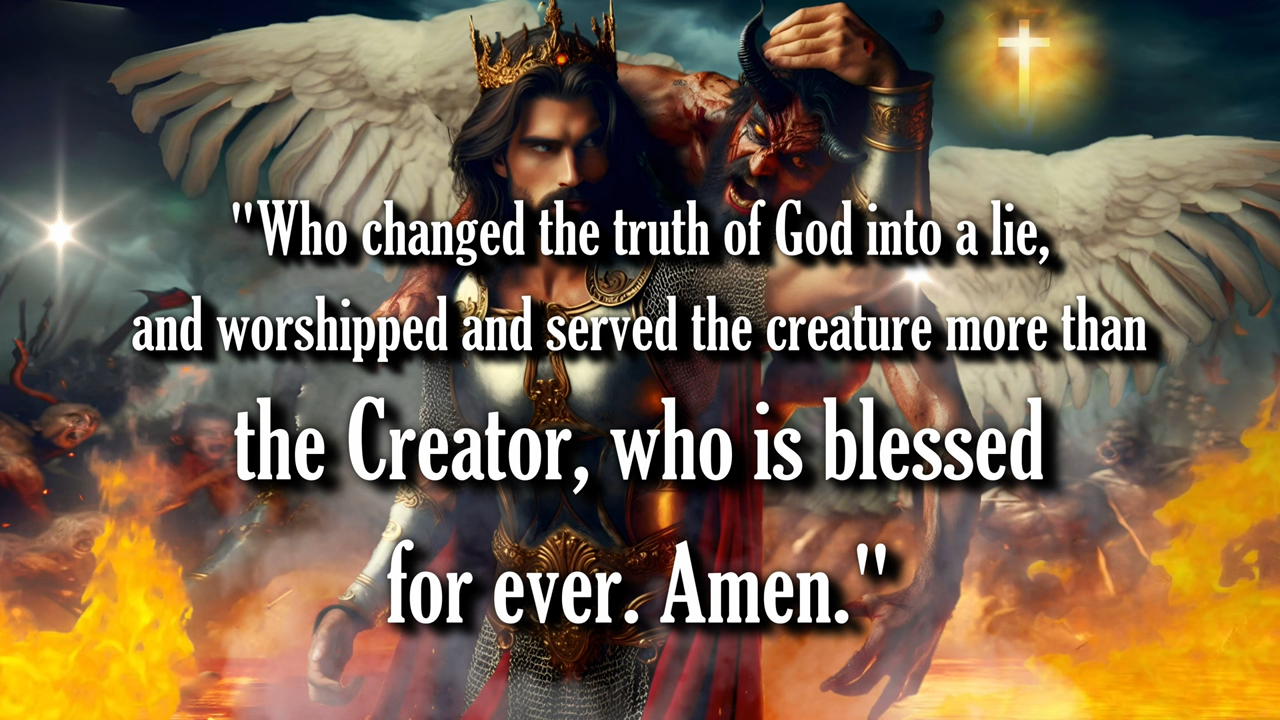 "Who changed the truth of God into a lie,
and worshipped and served the creature more than
the Creator, who is blessed
for ever. Amen."